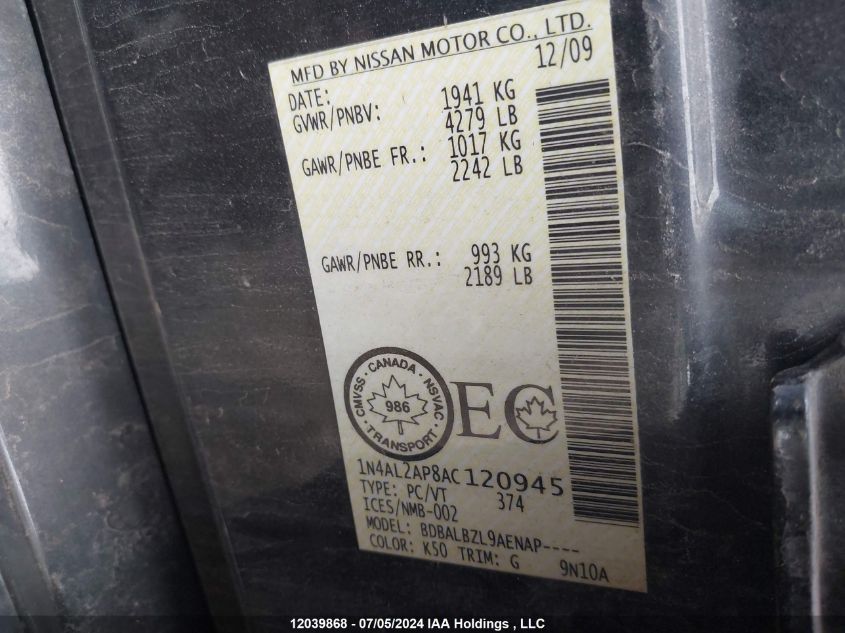 MFD BY NISSAN MOTOR CO., LTD.
DATE: 12/09
GVWR/PNBV: 1941 KG
4279 LB
GAWR/PNBE FR.: 1017 KG
2242 LB
GAWR/PNBE RR.: 993 KG
2189 LB
CMVSS · CANADA · NSVAC · TRANSPORT ·
986
EC
1N4AL2AP8AC120945
TYPE: PC/VT 374
ICES/NMB-002
MODEL: BDBALBZL9AENAP----
COLOR: K50 TRIM: G 9N10A
12039868 - 07/05/2024 IAA Holdings , LLC